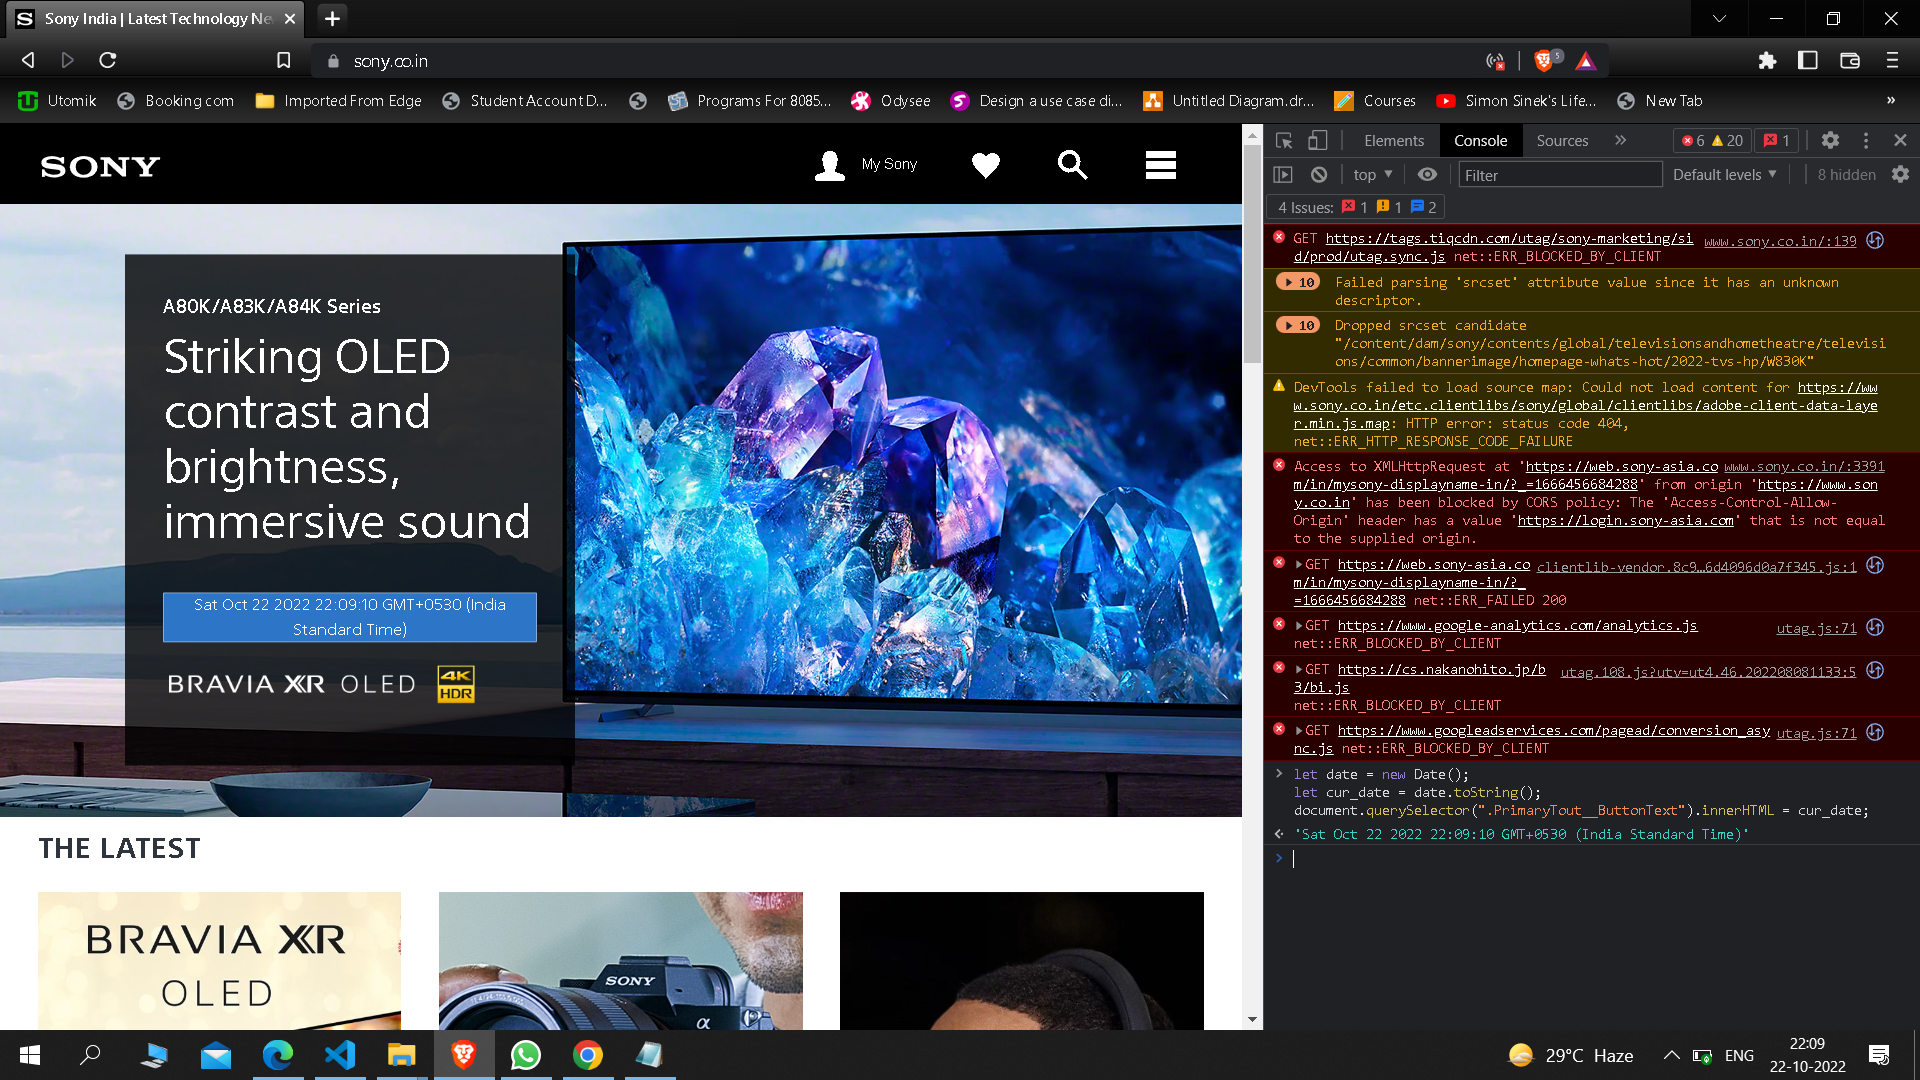 Sony India | Latest Technology Ne
sony.co.in
5
Utomik
Booking com
Imported From Edge
Student Account D...
Programs For 8085...
Odysee
Design a use case di...
Untitled Diagram.dr...
Courses
Simon Sinek's Life...
New Tab
»
SONY
My Sony
A80K/A83K/A84K Series
Striking OLED
contrast and
brightness,
immersive sound
Sat Oct 22 2022 22:09:10 GMT+0530 (India
Standard Time)
BRAVIA XR OLED 4K HDR
THE LATEST
BRAVIA XR
OLED
SONY
α
Elements Console Sources » 6 20 1
top Filter Default levels 8 hidden
4 Issues: 1 1 2
GET https://tags.tiqcdn.com/utag/sony-marketing/si www.sony.co.in/:139
d/prod/utag.sync.js net::ERR_BLOCKED_BY_CLIENT
10 Failed parsing 'srcset' attribute value since it has an unknown
descriptor.
10 Dropped srcset candidate
"/content/dam/sony/contents/global/televisionsandhometheatre/televisi
ons/common/bannerimage/homepage-whats-hot/2022-tvs-hp/W830K"
DevTools failed to load source map: Could not load content for https://ww
w.sony.co.in/etc.clientlibs/sony/global/clientlibs/adobe-client-data-laye
r.min.js.map: HTTP error: status code 404,
net::ERR_HTTP_RESPONSE_CODE_FAILURE
Access to XMLHttpRequest at 'https://web.sony-asia.co www.sony.co.in/:3391
m/in/mysony-displayname-in/?_=1666456684288' from origin 'https://www.son
y.co.in' has been blocked by CORS policy: The 'Access-Control-Allow-
Origin' header has a value 'https://login.sony-asia.com' that is not equal
to the supplied origin.
GET https://web.sony-asia.co clientlib-vendor.8c9…6d4096d0a7f345.js:1
m/in/mysony-displayname-in/?_
=1666456684288 net::ERR_FAILED 200
GET https://www.google-analytics.com/analytics.js utag.js:71
net::ERR_BLOCKED_BY_CLIENT
GET https://cs.nakanohito.jp/b utag.108.js?utv=ut4.46.202208081133:5
3/bi.js
net::ERR_BLOCKED_BY_CLIENT
GET https://www.googleadservices.com/pagead/conversion_asy utag.js:71
nc.js net::ERR_BLOCKED_BY_CLIENT
let date = new Date();
let cur_date = date.toString();
document.querySelector(".PrimaryTout__ButtonText").innerHTML = cur_date;
'Sat Oct 22 2022 22:09:10 GMT+0530 (India Standard Time)'
29°C Haze
ENG
22:09
22-10-2022